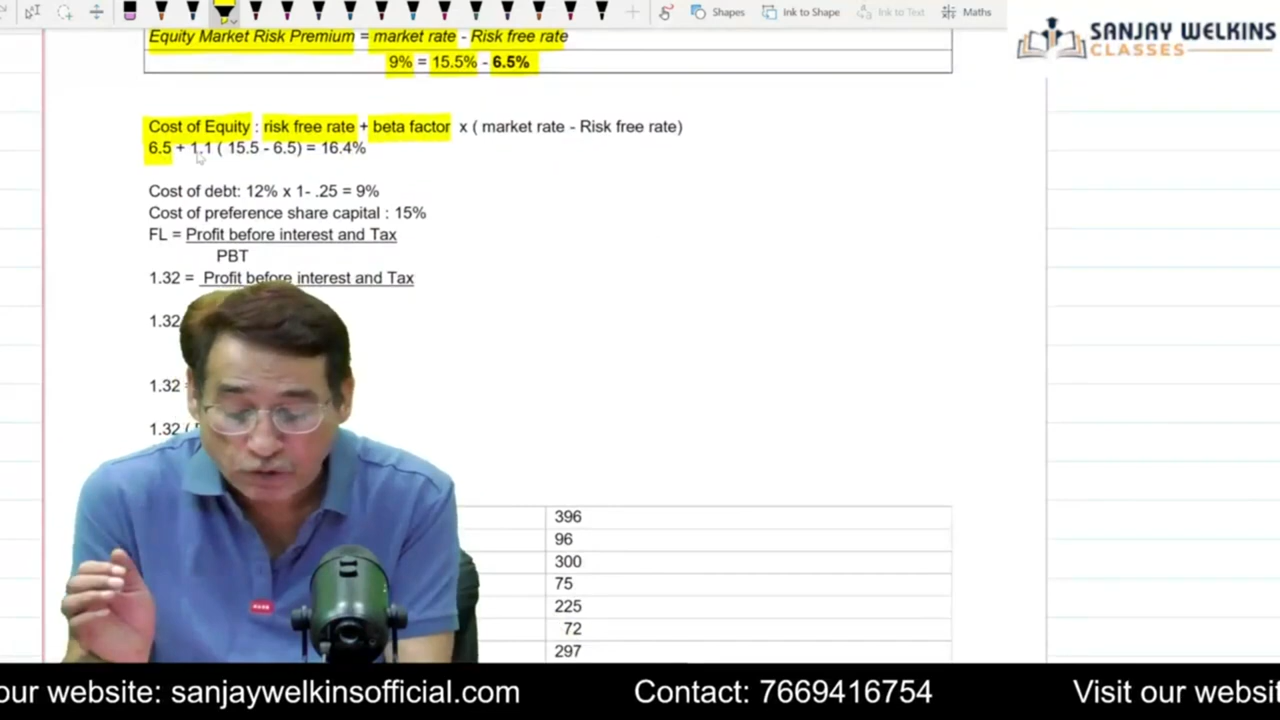 Shapes
Ink to Shape
Ink to Text
Maths
SANJAY WELKINS
CLASSES
Equity Market Risk Premium = market rate - Risk free rate
9% = 15.5% - 6.5%
Cost of Equity : risk free rate + beta factor x ( market rate - Risk free rate)
6.5 + 1.1 ( 15.5 - 6.5) = 16.4%
Cost of debt: 12% x 1- .25 = 9%
Cost of preference share capital : 15%
FL = Profit before interest and Tax
PBT
1.32 = Profit before interest and Tax
1.32
1.32
1.32 (
396
96
300
75
225
72
297
our website: sanjaywelkinsofficial.com Contact: 7669416754 Visit our websi